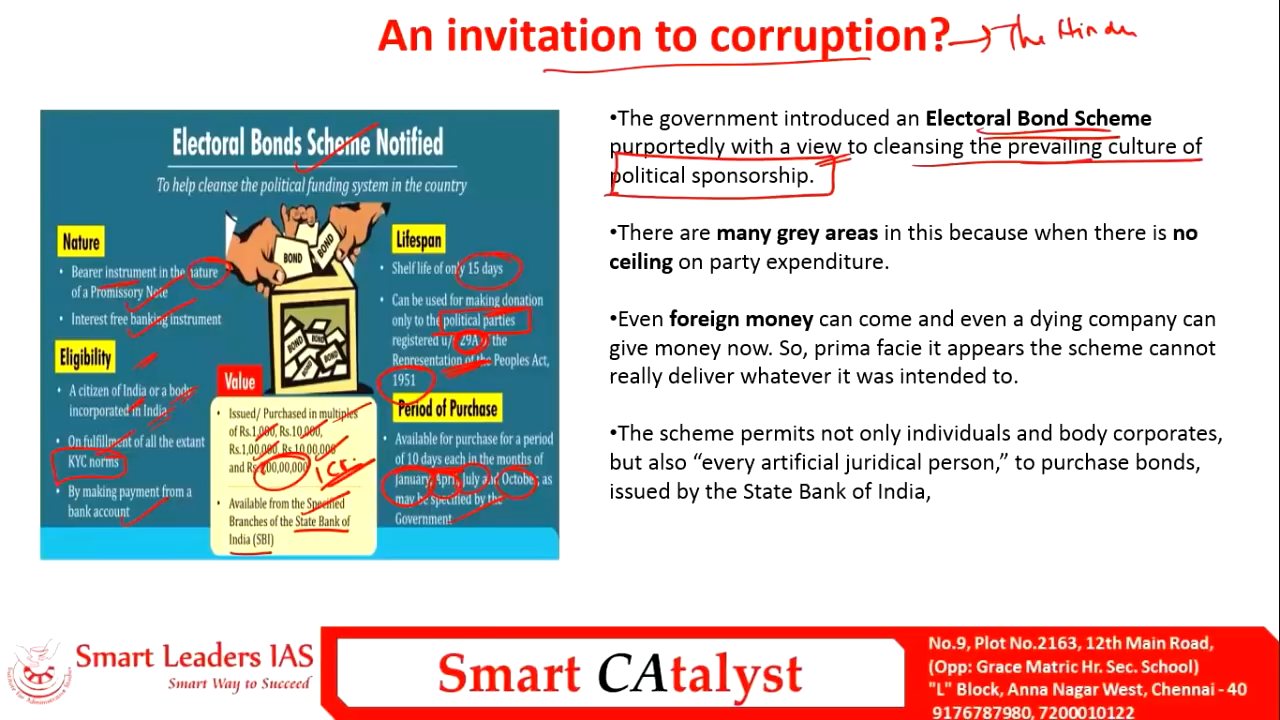 An invitation to corruption? → The Hindu
Electoral Bonds Scheme Notified
To help cleanse the political funding system in the country
Nature
• Bearer instrument in the nature
of a Promissory Note
• Interest free banking instrument
Eligibility
• A citizen of India or a body
incorporated in India
• On fulfillment of all the extant
KYC norms
• By making payment from a
bank account
BOND
BOND
BOND
BOND
BOND
Value
• Issued/ Purchased in multiples
of Rs.1,000, Rs.10,000,
Rs.1,00,000, Rs.10,00,000
and Rs 100,00,000
• Available from the Specified
Branches of the State Bank of
India (SBI)
Lifespan
• Shelf life of only 15 days
• Can be used for making donation
only to the political parties
registered u/s 29A of the
Representation of the Peoples Act,
1951
Period of Purchase
• Available for purchase for a period
of 10 days each in the months of
January, April, July and October, as
may be specified by the
Government
•The government introduced an Electoral Bond Scheme
purportedly with a view to cleansing the prevailing culture of
political sponsorship.
•There are many grey areas in this because when there is no
ceiling on party expenditure.
•Even foreign money can come and even a dying company can
give money now. So, prima facie it appears the scheme cannot
really deliver whatever it was intended to.
•The scheme permits not only individuals and body corporates,
but also “every artificial juridical person,” to purchase bonds,
issued by the State Bank of India,
Smart Leaders IAS
Smart Way to Succeed
Smart CAtalyst
No.9, Plot No.2163, 12th Main Road,
(Opp: Grace Matric Hr. Sec. School)
"L" Block, Anna Nagar West, Chennai - 40
9176787980, 7200010122